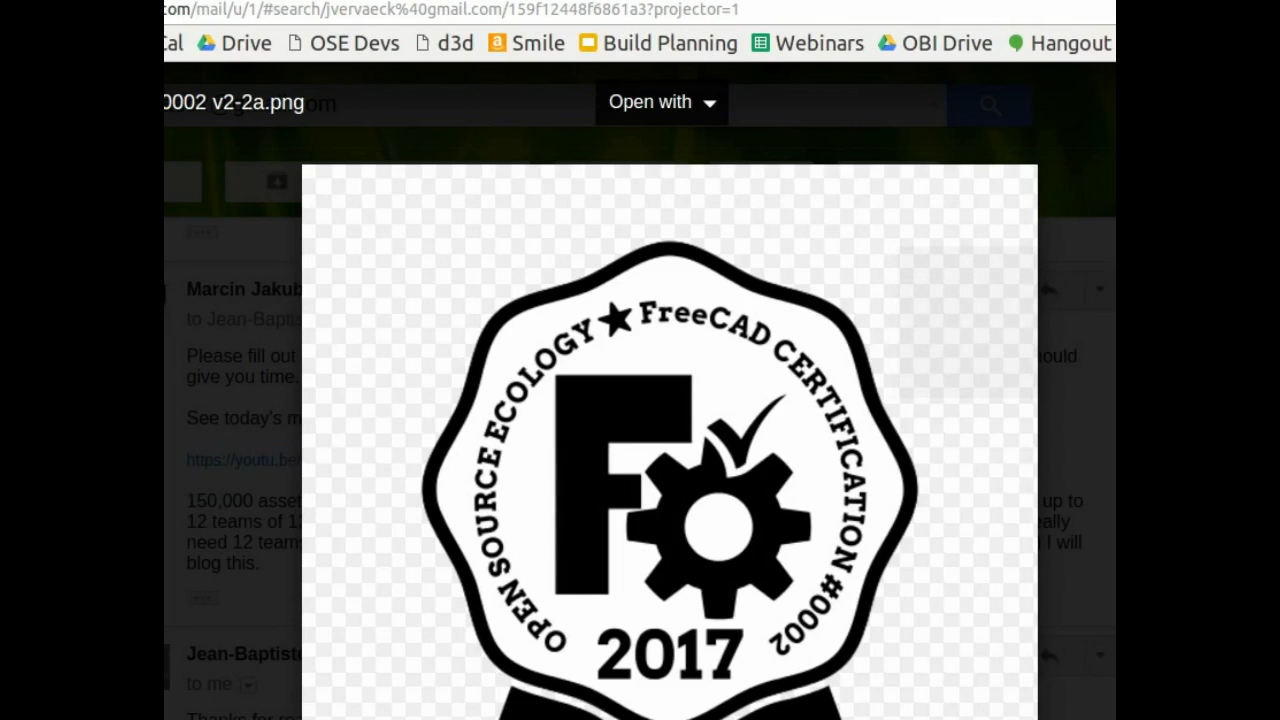 com/mail/u/1/#search/jvervaeck%40gmail.com/159f12448f6861a3?projector=1
Cal Drive OSE Devs d3d Smile Build Planning Webinars OBI Drive Hangout
0002 v2-2a.png
Open with
OPEN SOURCE ECOLOGY ★ FreeCAD CERTIFICATION #0002
2017
Marcin Jakub
to Jean-Baptis
Please fill out
give you time.
See today's m
https://youtu.be
150,000 asset
12 teams of 1
need 12 team
blog this.
up to
I will
Jean-Baptiste
to me